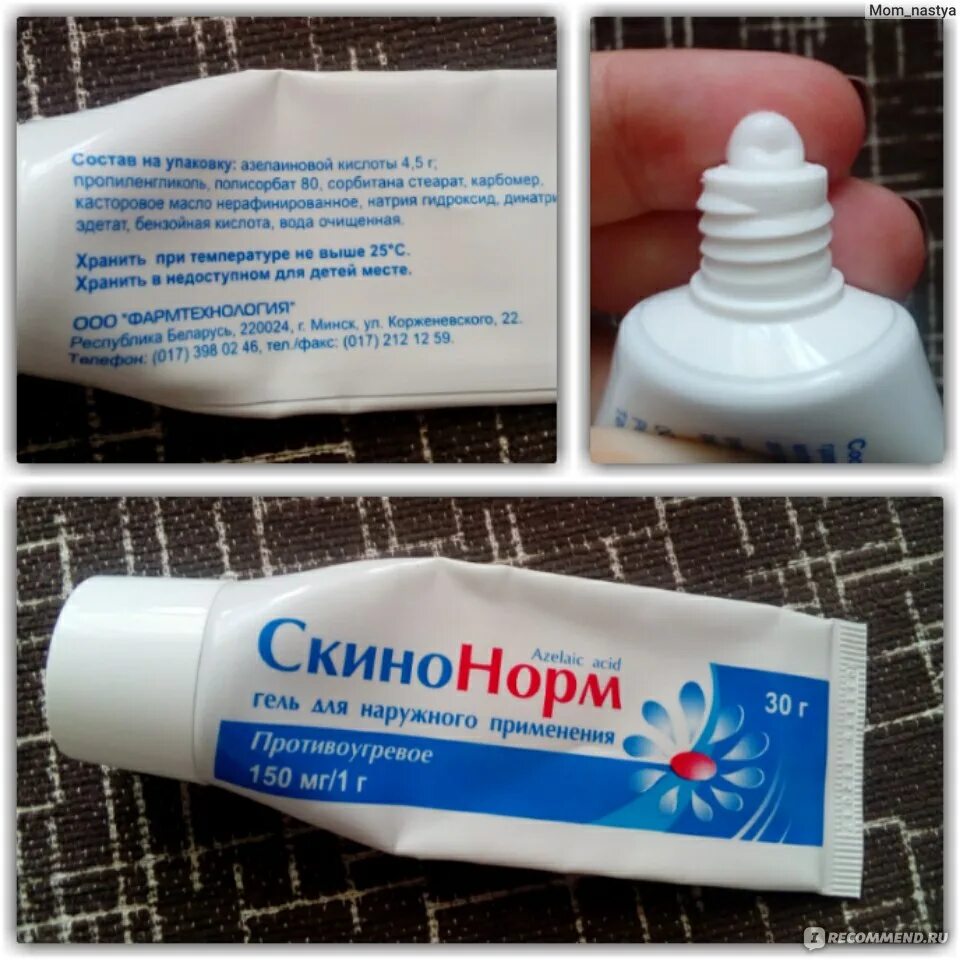 Mom_nastya
Состав на упаковку: азелаиновой кислоты 4,5 г;
пропиленгликоль, полисорбат 80, сорбитана стеарат, карбомер,
касторовое масло нерафинированное, натрия гидроксид, динатри
эдетат, бензойная кислота, вода очищенная.
Хранить при температуре не выше 25°С.
Хранить в недоступном для детей месте.
ООО "ФАРМТЕХНОЛОГИЯ"
Республика Беларусь, 220024, г. Минск, ул. Корженевского, 22.
Телефон: (017) 398 02 46, тел./факс: (017) 212 12 59.
СкиноНорм
Azelaic acid
гель для наружного применения
30 г
Противоугревое
150 мг/1 г
IRECOMMEND.RU